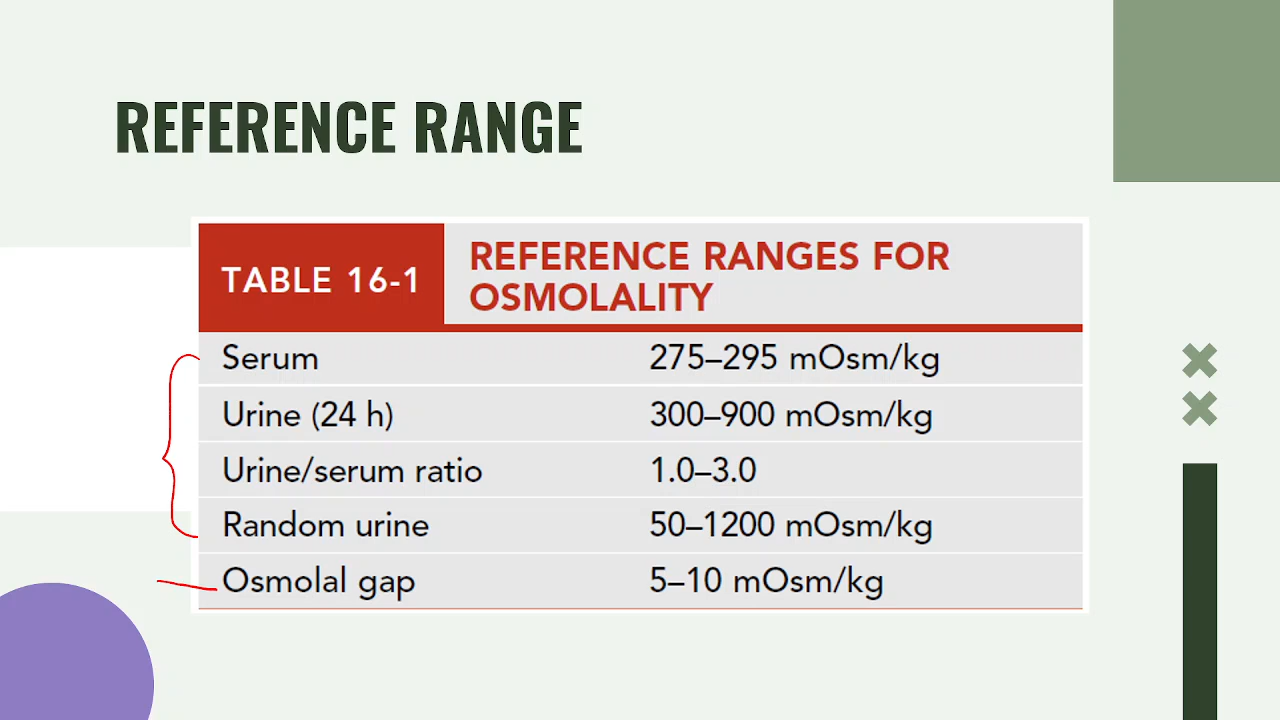 REFERENCE RANGE
TABLE 16-1
REFERENCE RANGES FOR
OSMOLALITY
Serum 275–295 mOsm/kg
Urine (24 h) 300–900 mOsm/kg
Urine/serum ratio 1.0–3.0
Random urine 50–1200 mOsm/kg
Osmolal gap 5–10 mOsm/kg